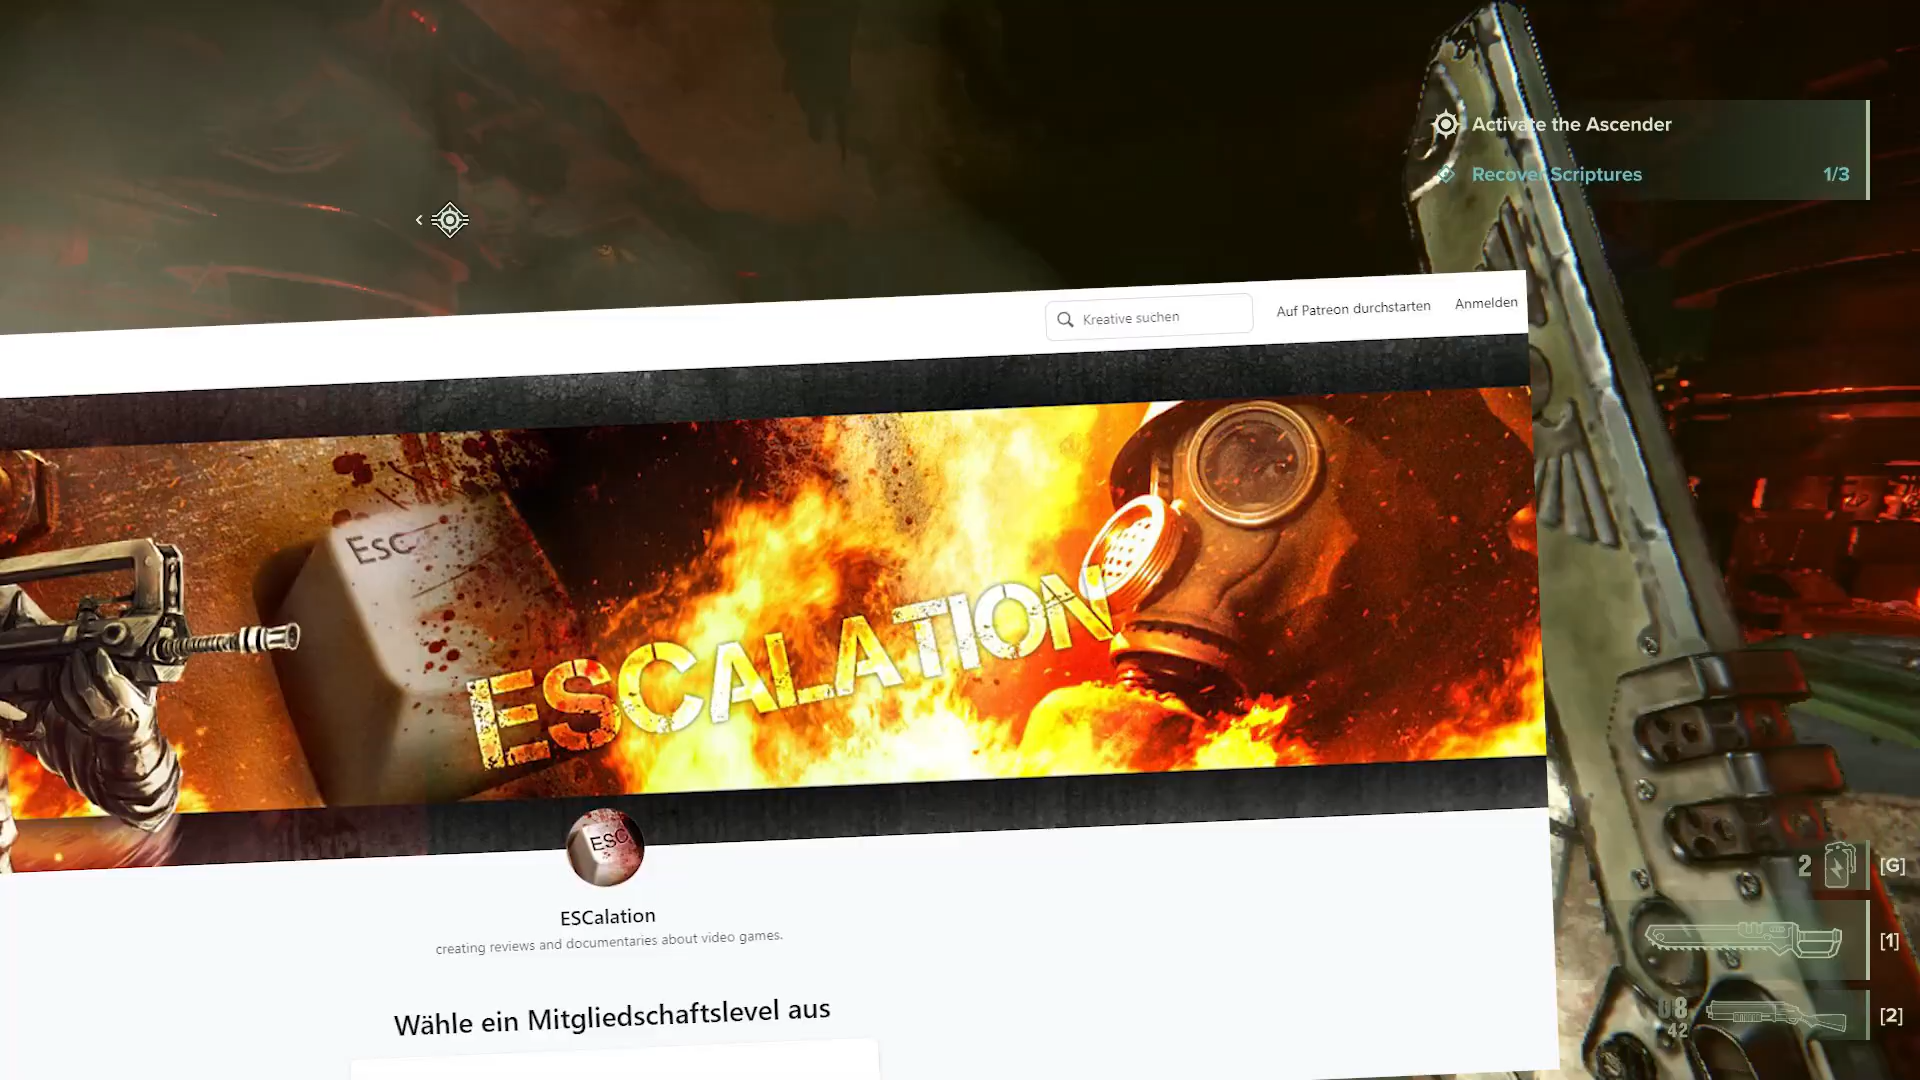 Activate the Ascender
Recover Scriptures 1/3
Kreative suchen
Auf Patreon durchstarten
Anmelden
Esc
ESCALATION
ESC
ESCalation
creating reviews and documentaries about video games.
Wähle ein Mitgliedschaftslevel aus
2 [G]
[1]
08
42
[2]